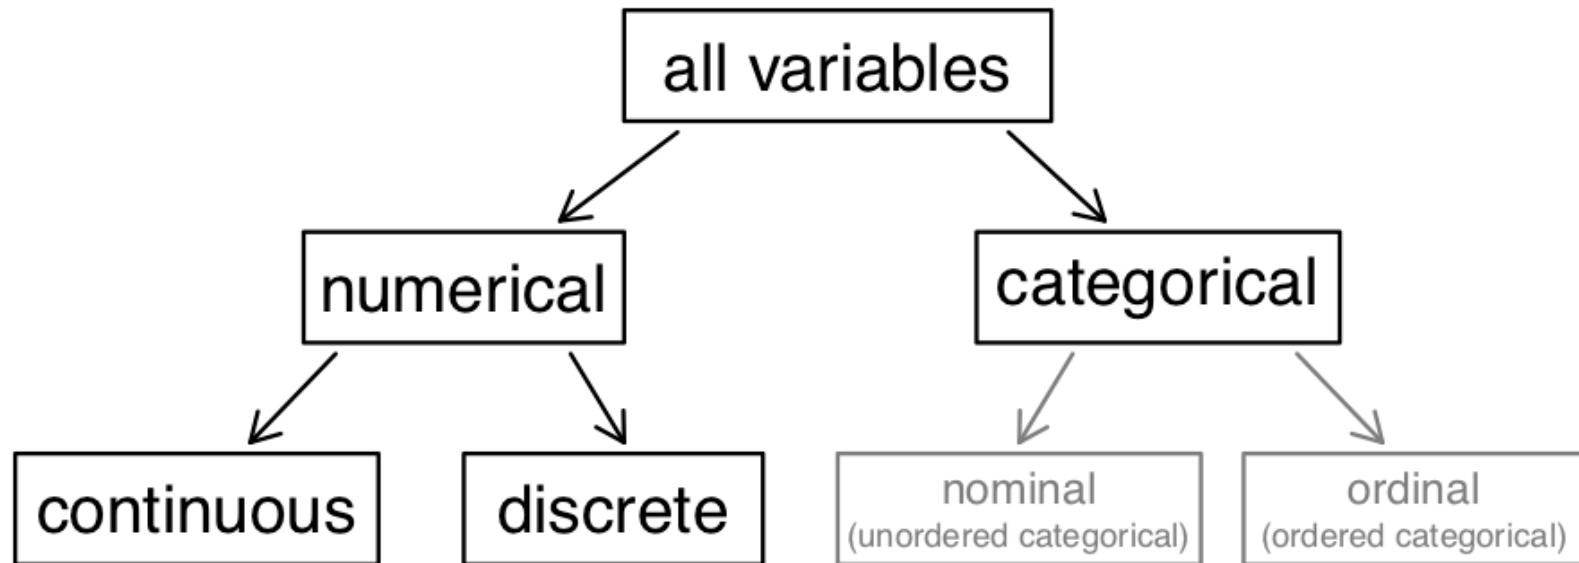 all variables
numerical
categorical
continuous
discrete
nominal
(unordered categorical)
ordinal
(ordered categorical)